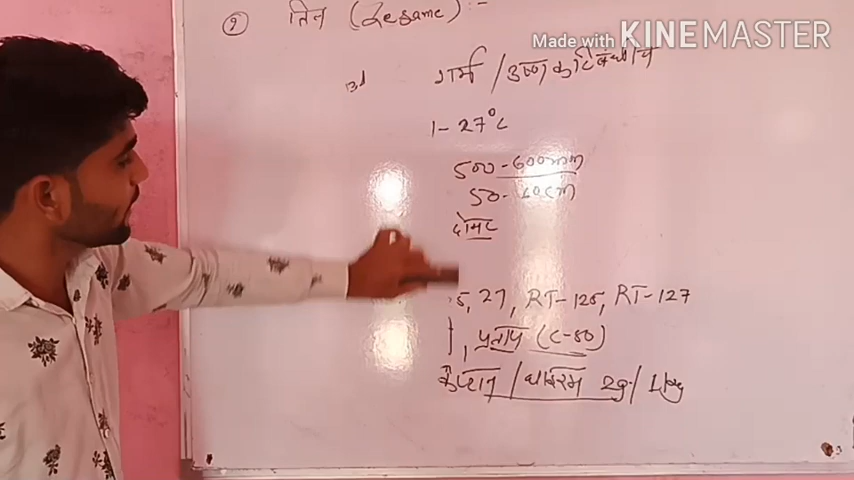 Made with KINEMASTER
① तिल (Sesame) :-
गर्म / उष्ण कटिबंधीय
1- 27°C
500-600mm
50-60cm
दोमट
5, 27, RT-125, RT-127
, प्रताप (C-50)
कैप्टान / थाइरम 2g / 1kg